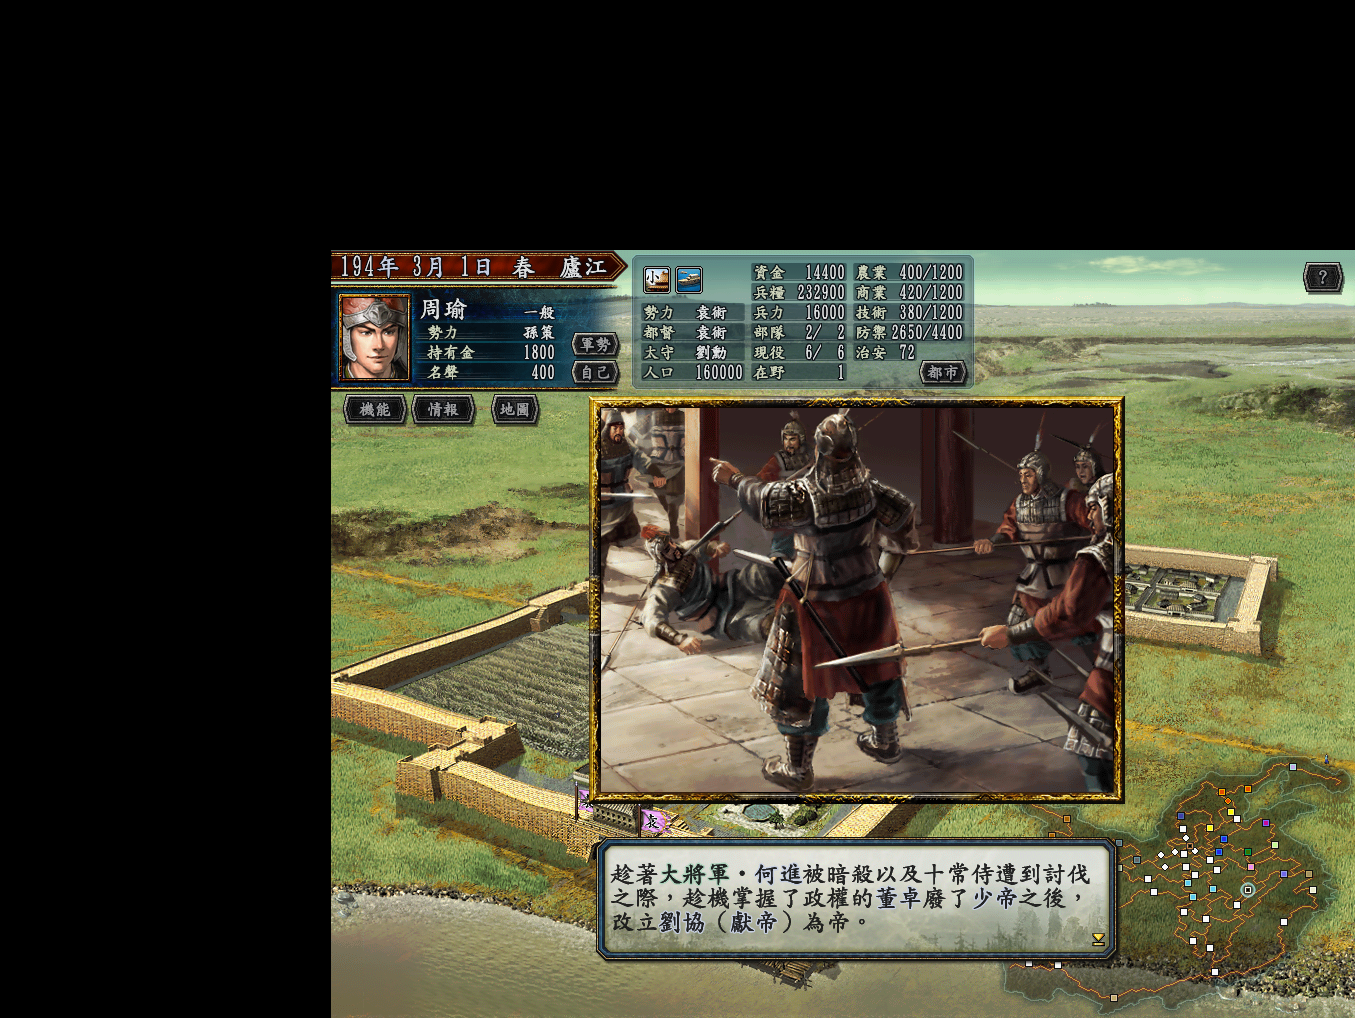 194年 3月 1日 春 廬江
周瑜 一般
勢力 孫策
持有金 1800
名聲 400
軍勢
自己
機能 情報 地圖
小
資金 14400 農業 400/1200
兵糧 232900 商業 420/1200
勢力 袁術 兵力 16000 技術 380/1200
都督 袁術 部隊 2/ 2 防禦 2650/4400
太守 劉勳 現役 6/ 6 治安 72
人口 160000 在野 1 都市
?
袁
趁著大將軍・何進被暗殺以及十常侍遭到討伐
之際，趁機掌握了政權的董卓廢了少帝之後，
改立劉協（獻帝）為帝。